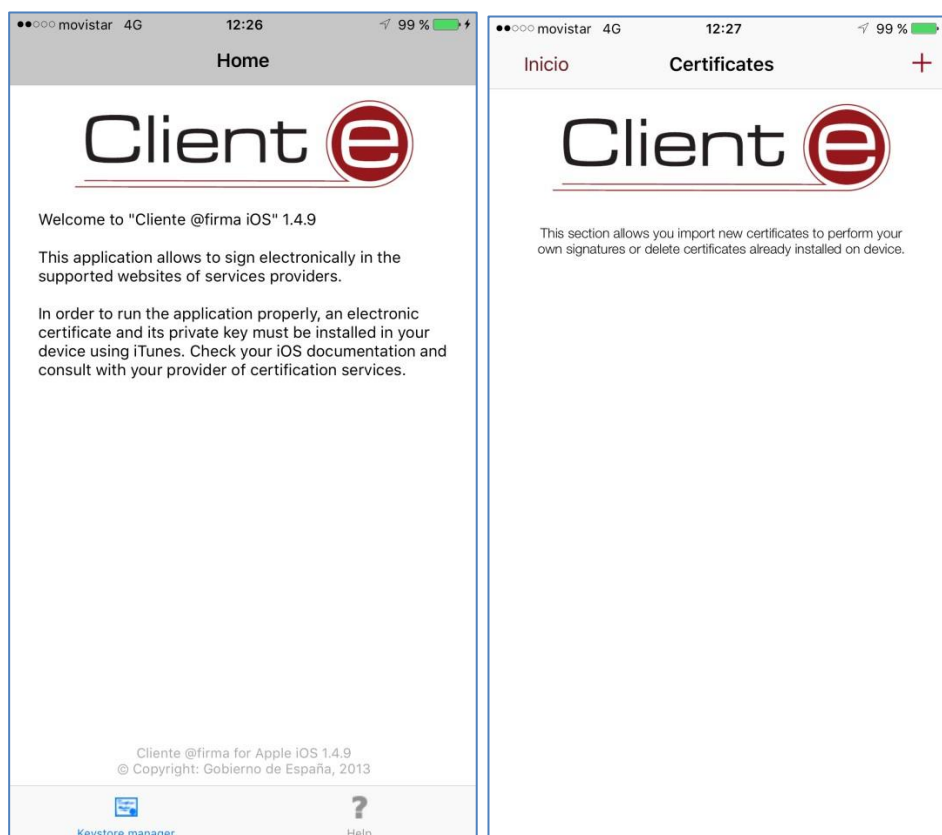 movistar 4G 12:26 99 %
Home
Client e
Welcome to "Cliente @firma iOS" 1.4.9
This application allows to sign electronically in the
supported websites of services providers.
In order to run the application properly, an electronic
certificate and its private key must be installed in your
device using iTunes. Check your iOS documentation and
consult with your provider of certification services.
Cliente @firma for Apple iOS 1.4.9
© Copyright: Gobierno de España, 2013
Keystore manager
Help
movistar 4G 12:27 99 %
Inicio Certificates +
Client e
This section allows you import new certificates to perform your
own signatures or delete certificates already installed on device.